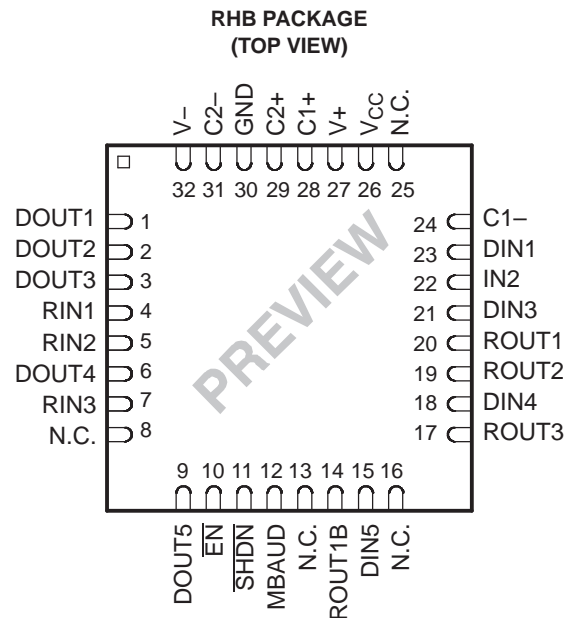 RHB PACKAGE
(TOP VIEW)
V–
C2–
GND
C2+
C1+
V+
VCC
N.C.
32 31 30 29 28 27 26 25
DOUT1 1
DOUT2 2
DOUT3 3
RIN1 4
RIN2 5
DOUT4 6
RIN3 7
N.C. 8
PREVIEW
24 C1–
23 DIN1
22 IN2
21 DIN3
20 ROUT1
19 ROUT2
18 DIN4
17 ROUT3
9 10 11 12 13 14 15 16
DOUT5
EN
SHDN
MBAUD
N.C.
ROUT1B
DIN5
N.C.